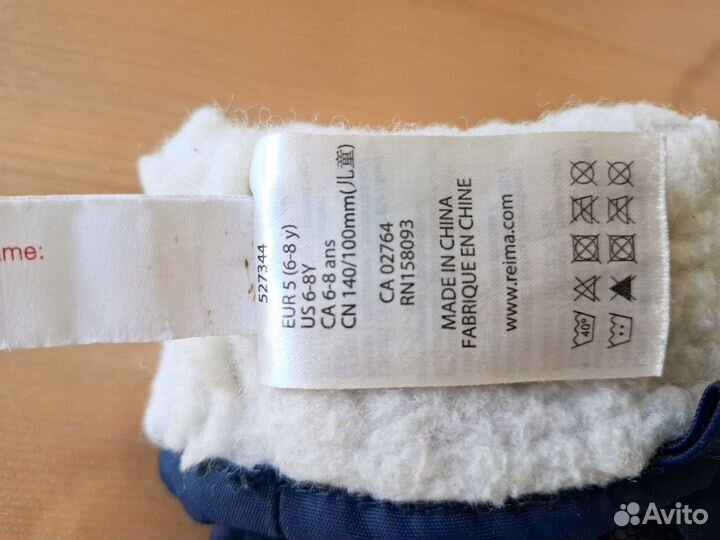 ame:
527344
EUR 5 (6-8 y)
US 6-8Y
CA 6-8 ans
CN 140/100mm(儿童)
CA 02764
RN158093
MADE IN CHINA
FABRIQUE EN CHINE
www.reima.com
40°
Avito